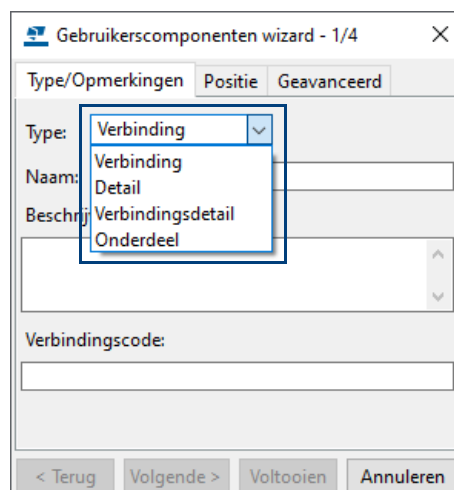 Gebruikerscomponenten wizard - 1/4
Type/Opmerkingen Positie Geavanceerd
Type: Verbinding
Verbinding
Naam:
Detail
Verbindingsdetail
Onderdeel
Verbindingscode:
< Terug Volgende > Voltooien Annuleren